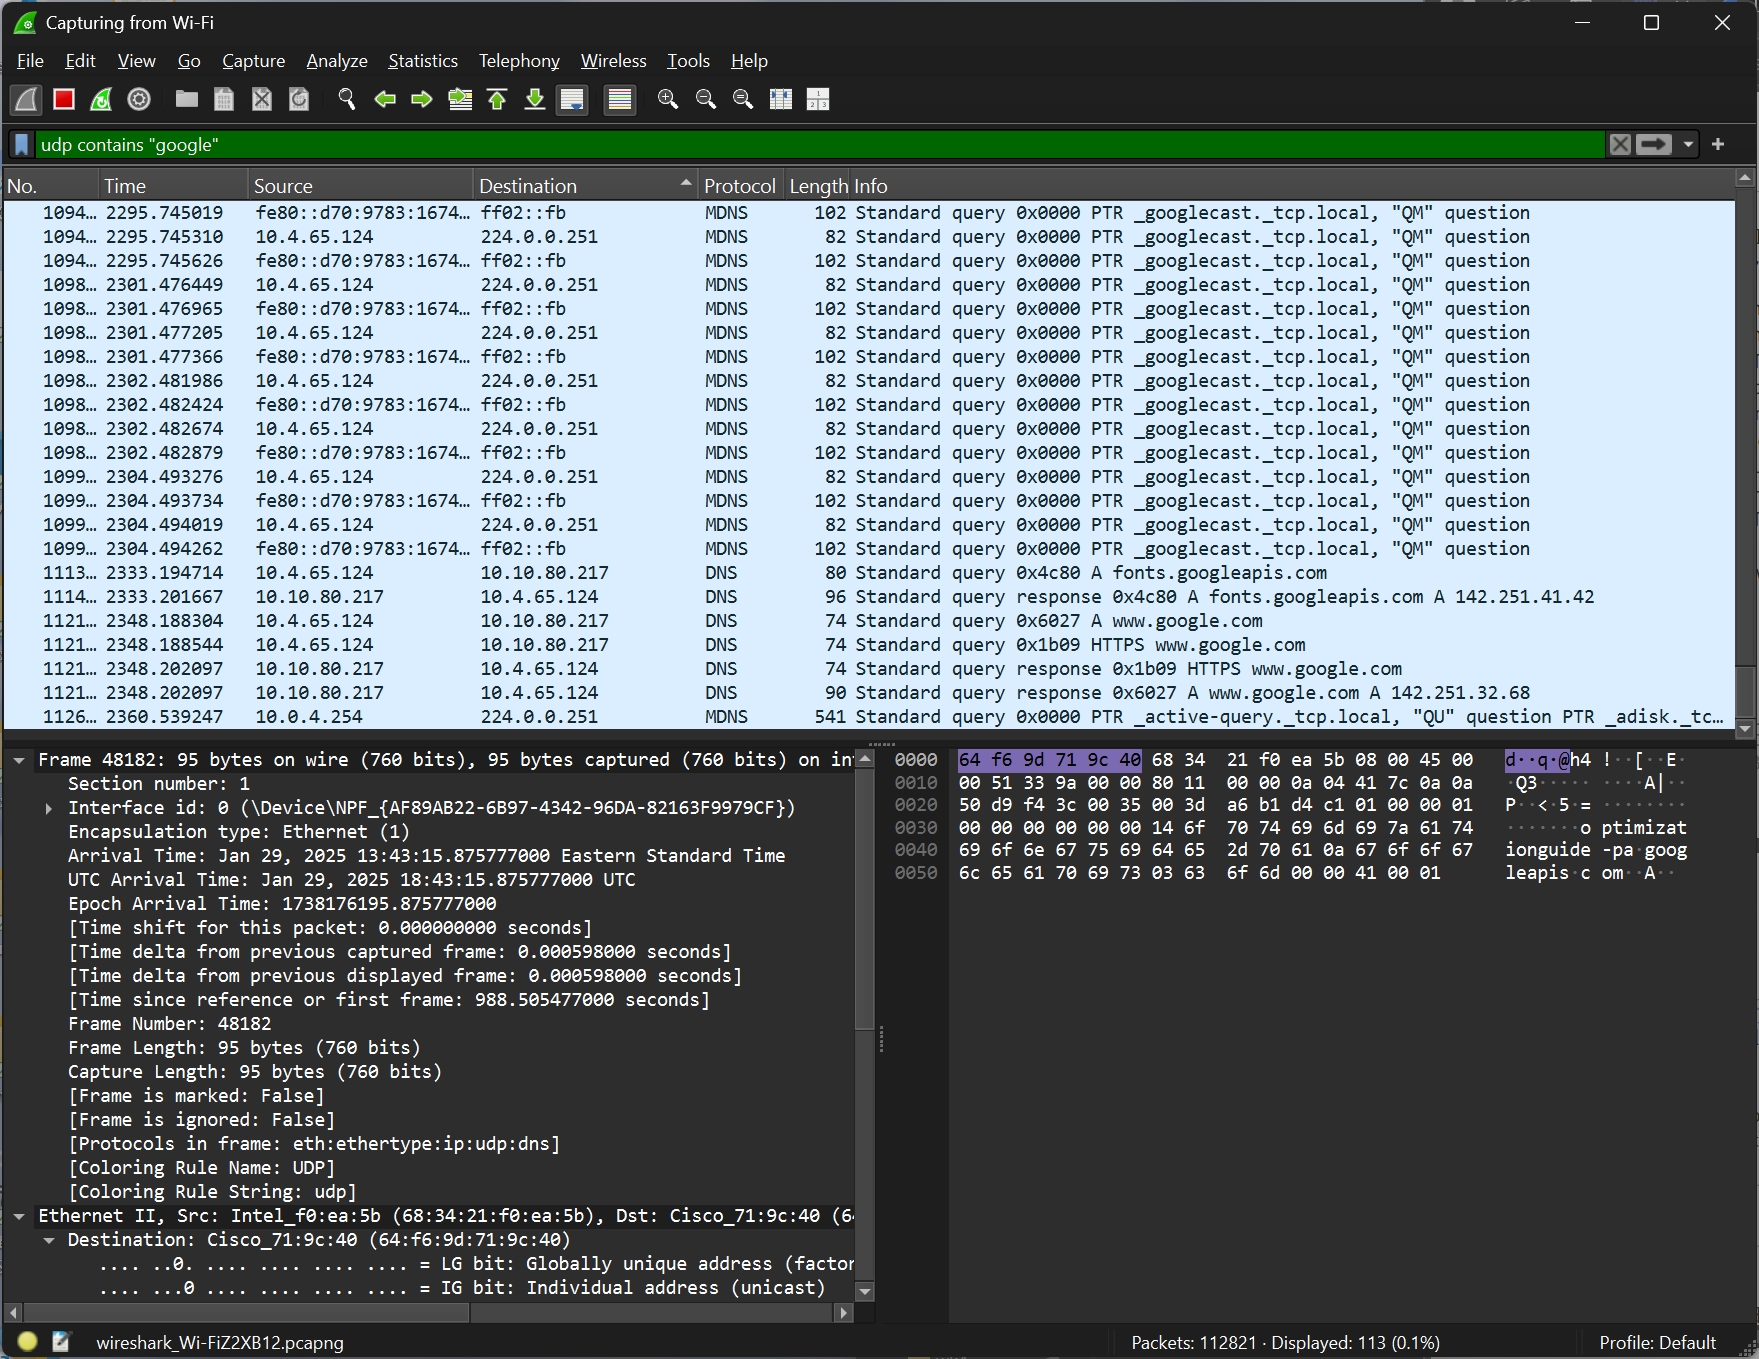 Capturing from Wi-Fi
File Edit View Go Capture Analyze Statistics Telephony Wireless Tools Help
udp contains "google"
No. Time Source Destination Protocol Length Info
1094… 2295.745019 fe80::d70:9783:1674… ff02::fb MDNS 102 Standard query 0x0000 PTR _googlecast._tcp.local, "QM" question
1094… 2295.745310 10.4.65.124 224.0.0.251 MDNS 82 Standard query 0x0000 PTR _googlecast._tcp.local, "QM" question
1094… 2295.745626 fe80::d70:9783:1674… ff02::fb MDNS 102 Standard query 0x0000 PTR _googlecast._tcp.local, "QM" question
1098… 2301.476449 10.4.65.124 224.0.0.251 MDNS 82 Standard query 0x0000 PTR _googlecast._tcp.local, "QM" question
1098… 2301.476965 fe80::d70:9783:1674… ff02::fb MDNS 102 Standard query 0x0000 PTR _googlecast._tcp.local, "QM" question
1098… 2301.477205 10.4.65.124 224.0.0.251 MDNS 82 Standard query 0x0000 PTR _googlecast._tcp.local, "QM" question
1098… 2301.477366 fe80::d70:9783:1674… ff02::fb MDNS 102 Standard query 0x0000 PTR _googlecast._tcp.local, "QM" question
1098… 2302.481986 10.4.65.124 224.0.0.251 MDNS 82 Standard query 0x0000 PTR _googlecast._tcp.local, "QM" question
1098… 2302.482424 fe80::d70:9783:1674… ff02::fb MDNS 102 Standard query 0x0000 PTR _googlecast._tcp.local, "QM" question
1098… 2302.482674 10.4.65.124 224.0.0.251 MDNS 82 Standard query 0x0000 PTR _googlecast._tcp.local, "QM" question
1098… 2302.482879 fe80::d70:9783:1674… ff02::fb MDNS 102 Standard query 0x0000 PTR _googlecast._tcp.local, "QM" question
1099… 2304.493276 10.4.65.124 224.0.0.251 MDNS 82 Standard query 0x0000 PTR _googlecast._tcp.local, "QM" question
1099… 2304.493734 fe80::d70:9783:1674… ff02::fb MDNS 102 Standard query 0x0000 PTR _googlecast._tcp.local, "QM" question
1099… 2304.494019 10.4.65.124 224.0.0.251 MDNS 82 Standard query 0x0000 PTR _googlecast._tcp.local, "QM" question
1099… 2304.494262 fe80::d70:9783:1674… ff02::fb MDNS 102 Standard query 0x0000 PTR _googlecast._tcp.local, "QM" question
1113… 2333.194714 10.4.65.124 10.10.80.217 DNS 80 Standard query 0x4c80 A fonts.googleapis.com
1114… 2333.201667 10.10.80.217 10.4.65.124 DNS 96 Standard query response 0x4c80 A fonts.googleapis.com A 142.251.41.42
1121… 2348.188304 10.4.65.124 10.10.80.217 DNS 74 Standard query 0x6027 A www.google.com
1121… 2348.188544 10.4.65.124 10.10.80.217 DNS 74 Standard query 0x1b09 HTTPS www.google.com
1121… 2348.202097 10.10.80.217 10.4.65.124 DNS 74 Standard query response 0x1b09 HTTPS www.google.com
1121… 2348.202097 10.10.80.217 10.4.65.124 DNS 90 Standard query response 0x6027 A www.google.com A 142.251.32.68
1126… 2360.539247 10.0.4.254 224.0.0.251 MDNS 541 Standard query 0x0000 PTR _active-query._tcp.local, "QU" question PTR _adisk._tc…
Frame 48182: 95 bytes on wire (760 bits), 95 bytes captured (760 bits) on in
Section number: 1
Interface id: 0 (\Device\NPF_{AF89AB22-6B97-4342-96DA-82163F9979CF})
Encapsulation type: Ethernet (1)
Arrival Time: Jan 29, 2025 13:43:15.875777000 Eastern Standard Time
UTC Arrival Time: Jan 29, 2025 18:43:15.875777000 UTC
Epoch Arrival Time: 1738176195.875777000
[Time shift for this packet: 0.000000000 seconds]
[Time delta from previous captured frame: 0.000598000 seconds]
[Time delta from previous displayed frame: 0.000598000 seconds]
[Time since reference or first frame: 988.505477000 seconds]
Frame Number: 48182
Frame Length: 95 bytes (760 bits)
Capture Length: 95 bytes (760 bits)
[Frame is marked: False]
[Frame is ignored: False]
[Protocols in frame: eth:ethertype:ip:udp:dns]
[Coloring Rule Name: UDP]
[Coloring Rule String: udp]
Ethernet II, Src: Intel_f0:ea:5b (68:34:21:f0:ea:5b), Dst: Cisco_71:9c:40 (64
Destination: Cisco_71:9c:40 (64:f6:9d:71:9c:40)
.... ..0. .... .... .... .... = LG bit: Globally unique address (factor
.... ...0 .... .... .... .... = IG bit: Individual address (unicast)
0000 64 f6 9d 71 9c 40 68 34 21 f0 ea 5b 08 00 45 00 d··q·@h4 !··[··E·
0010 00 51 33 9a 00 00 80 11 00 00 0a 04 41 7c 0a 0a ·Q3····· ····A|··
0020 50 d9 f4 3c 00 35 00 3d a6 b1 d4 c1 01 00 00 01 P··<·5·= ········
0030 00 00 00 00 00 00 14 6f 70 74 69 6d 69 7a 61 74 ·······o ptimizat
0040 69 6f 6e 67 75 69 64 65 2d 70 61 0a 67 6f 6f 67 ionguide -pa·goog
0050 6c 65 61 70 69 73 03 63 6f 6d 00 00 41 00 01 leapis·c om··A··
wireshark_Wi-FiZ2XB12.pcapng
Packets: 112821 · Displayed: 113 (0.1%)
Profile: Default